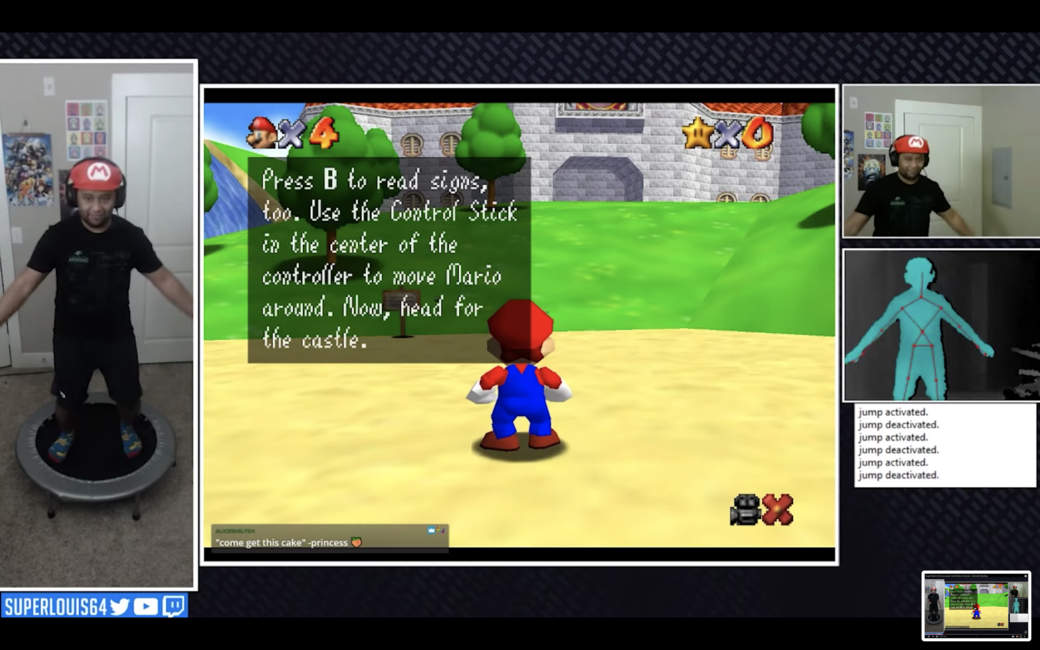 4
0
Press B to read signs,
too. Use the Control Stick
in the center of the
controller to move Mario
around. Now, head for
the castle.
"come get this cake" -princess
jump activated.
jump deactivated.
jump activated.
jump deactivated.
jump activated.
jump deactivated.
SUPERLOUIS64
M
M